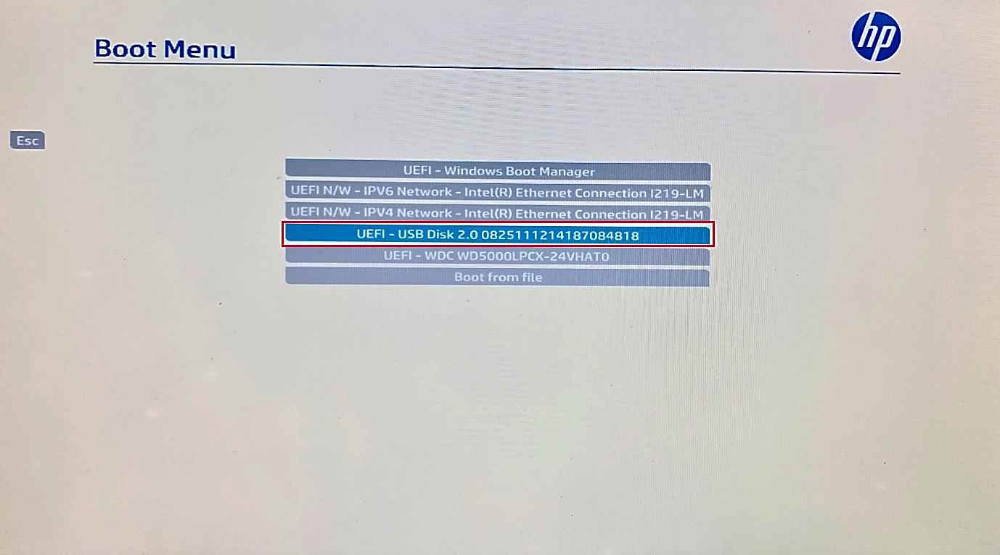 Boot Menu
hp
Esc
UEFI - Windows Boot Manager
UEFI N/W - IPV6 Network - Intel(R) Ethernet Connection I219-LM
UEFI N/W - IPV4 Network - Intel(R) Ethernet Connection I219-LM
UEFI - USB Disk 2.0 0825111214187084818
UEFI - WDC WD5000LPCX-24VHAT0
Boot from file